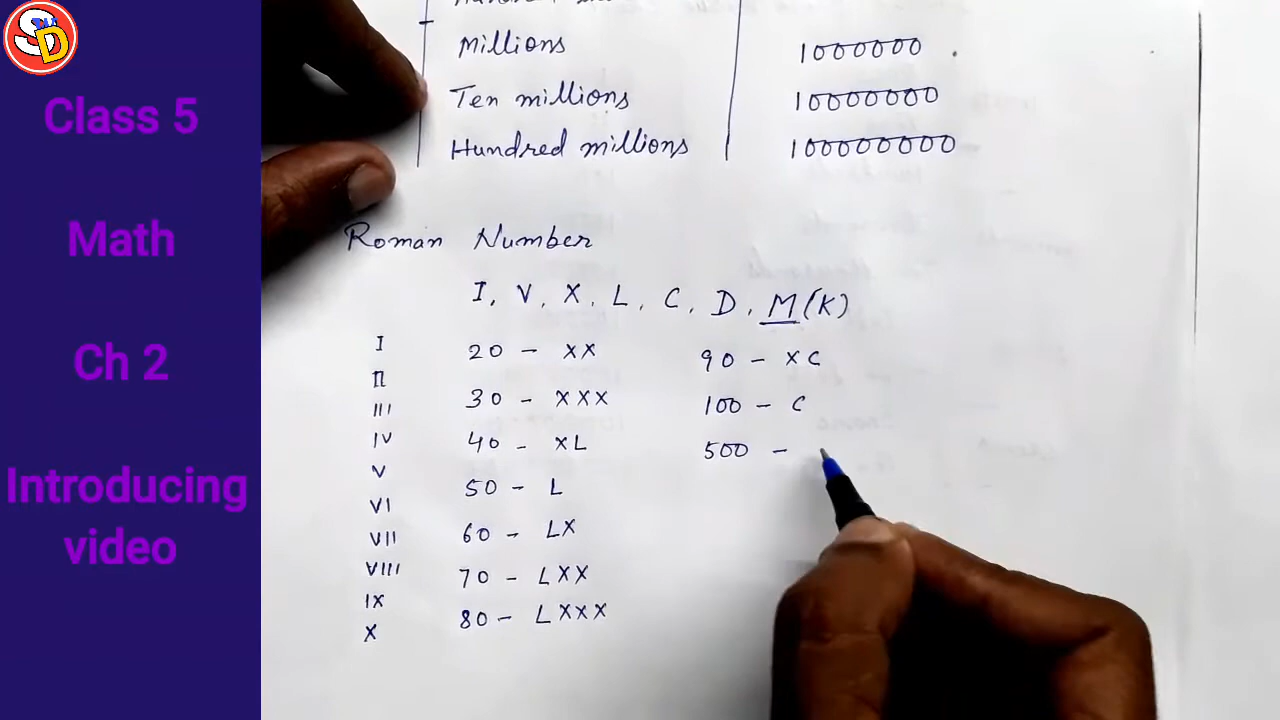 SD
Class 5
Math
Ch 2
Introducing
video
Millions 1000000
Ten millions 10000000
Hundred millions 100000000
Roman Number
I, V, X, L, C, D, M(K)
I
II
III
IV
V
VI
VII
VIII
IX
X
20 - XX
30 - XXX
40 - XL
50 - L
60 - LX
70 - LXX
80 - LXXX
90 - XC
100 - C
500 -